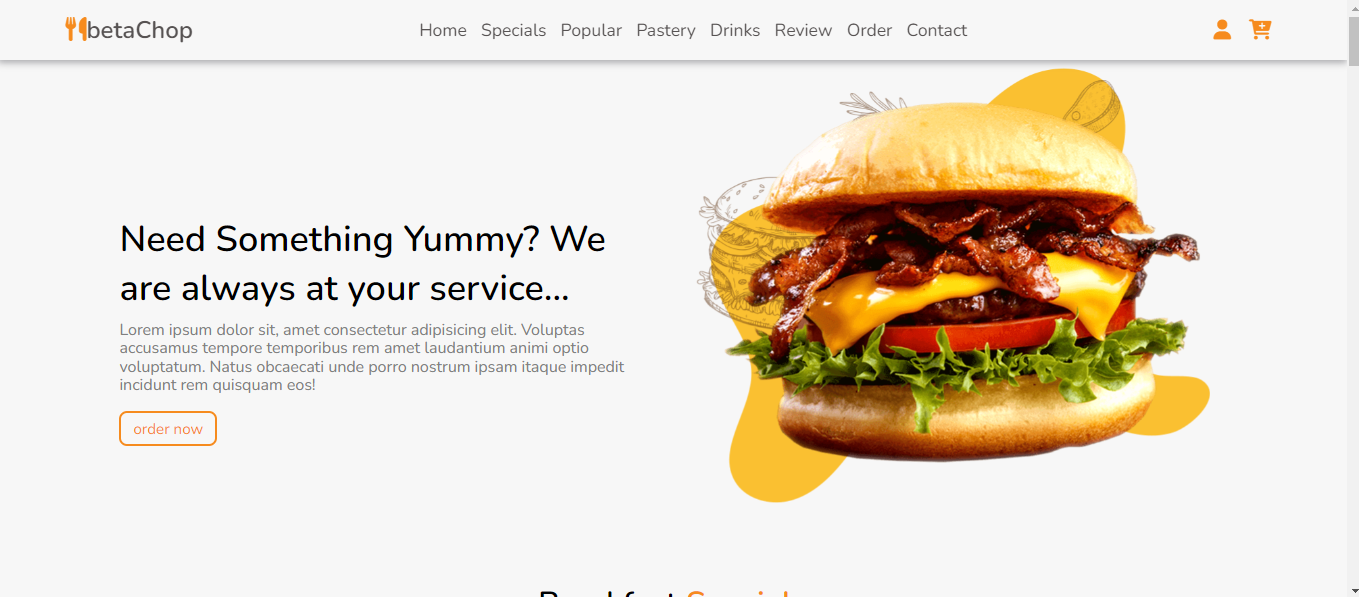 betaChop
Home Specials Popular Pastery Drinks Review Order Contact
Need Something Yummy? We
are always at your service...
Lorem ipsum dolor sit, amet consectetur adipisicing elit. Voluptas
accusamus tempore temporibus rem amet laudantium animi optio
voluptatum. Natus obcaecati unde porro nostrum ipsam itaque impedit
incidunt rem quisquam eos!
order now